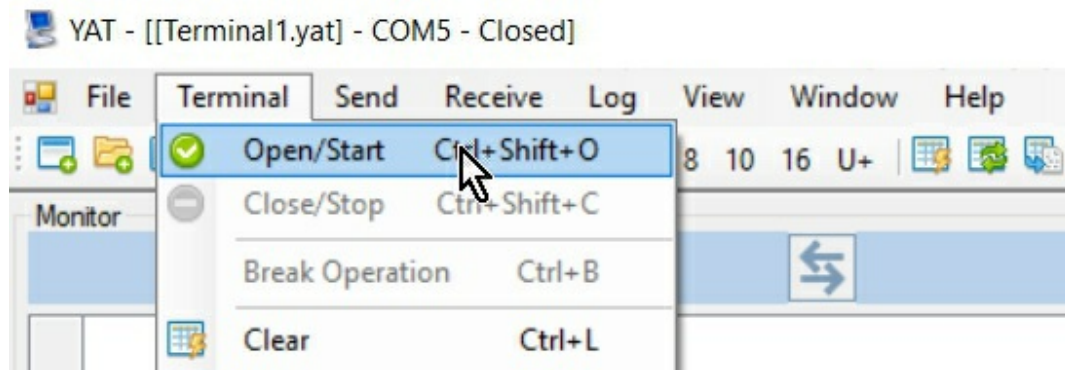 YAT - [[Terminal1.yat] - COM5 - Closed]
File Terminal Send Receive Log View Window Help
Open/Start Ctrl+Shift+O 8 10 16 U+
Monitor
Close/Stop Ctrl+Shift+C
Break Operation Ctrl+B
Clear Ctrl+L